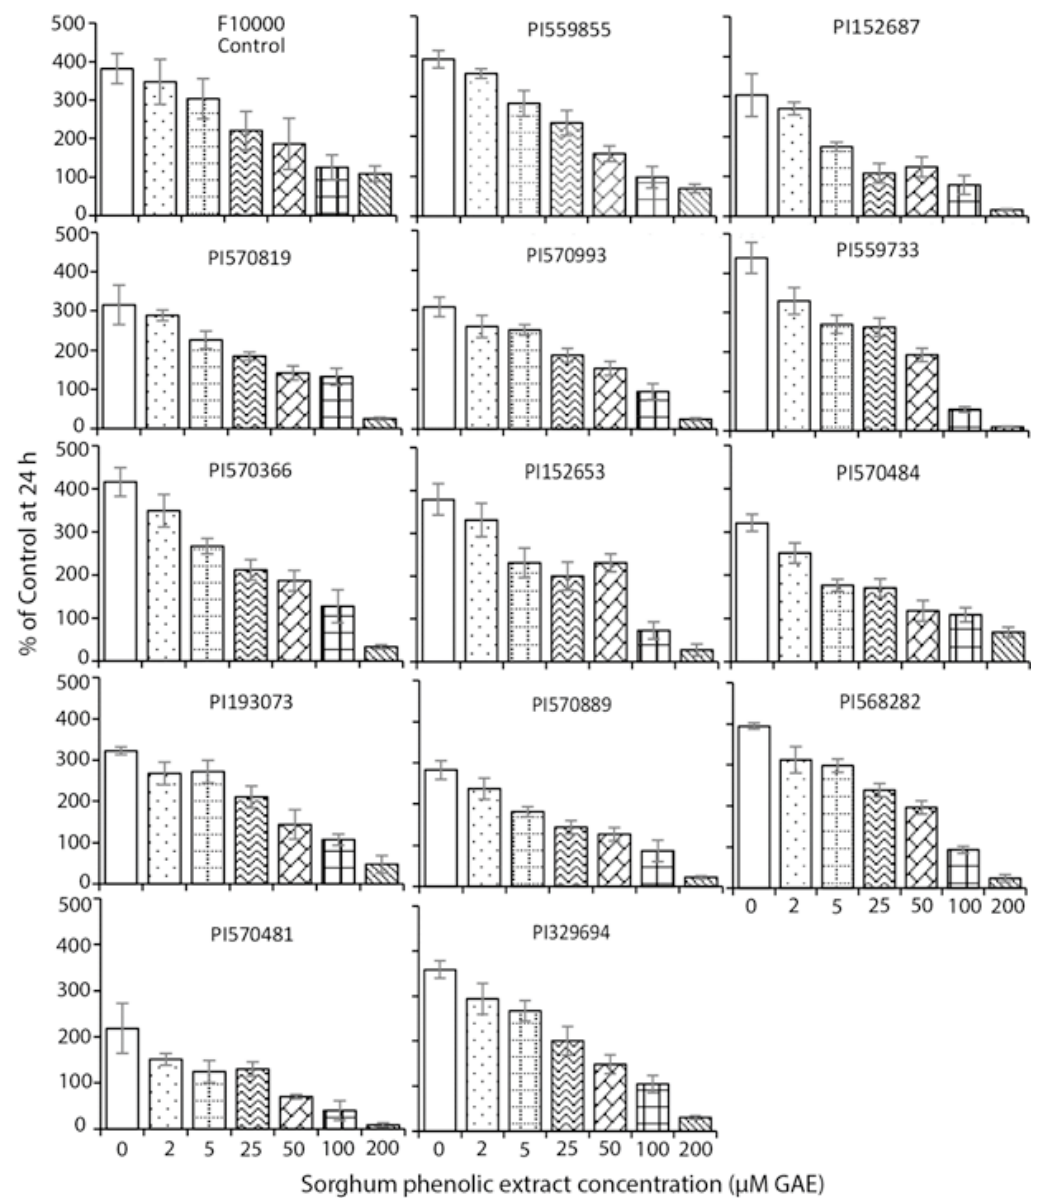 F10000
Control
PI559855
PI152687
500
400
300
200
100
0
PI570819
PI570993
PI559733
500
400
300
200
100
0
PI570366
PI152653
PI570484
500
400
300
200
100
0
% of Control at 24 h
PI193073
PI570889
PI568282
500
400
300
200
100
0
0 2 5 25 50 100 200
PI570481
PI329694
500
400
300
200
100
0
0 2 5 25 50 100 200
0 2 5 25 50 100 200
Sorghum phenolic extract concentration (µM GAE)